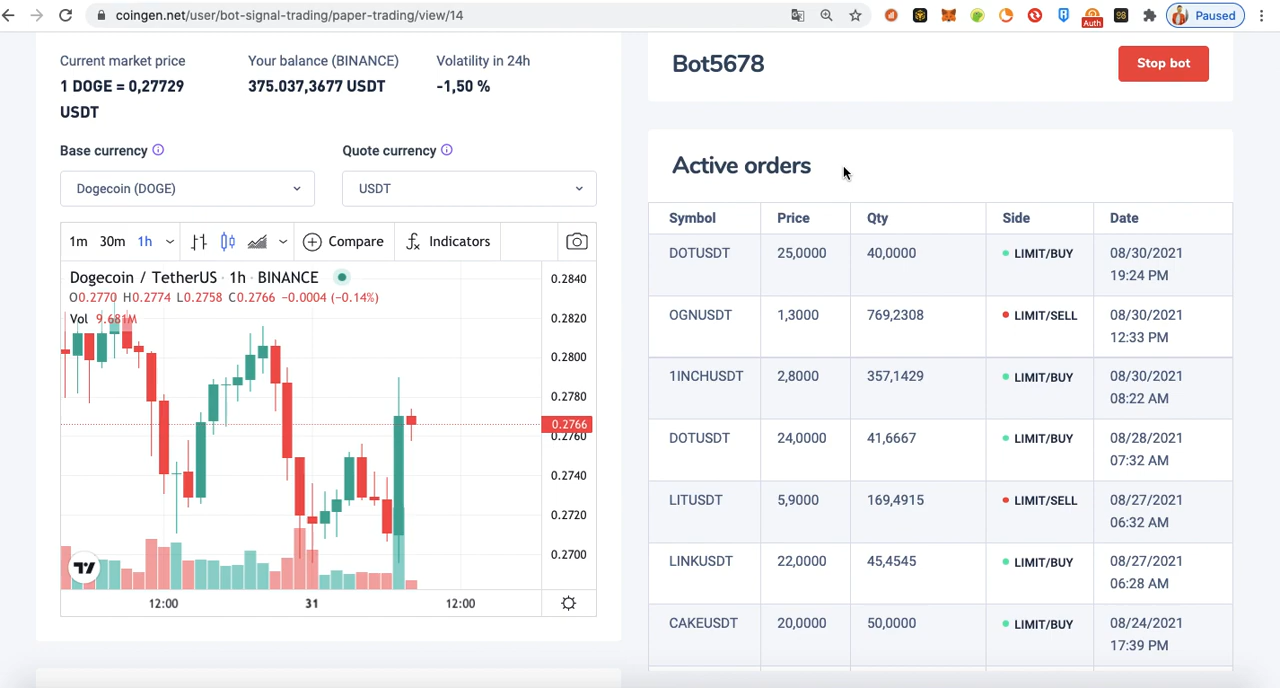 coingen.net/user/bot-signal-trading/paper-trading/view/14
Auth
Paused
Current market price
1 DOGE = 0,27729
USDT
Your balance (BINANCE)
375.037,3677 USDT
Volatility in 24h
-1,50 %
Base currency
Dogecoin (DOGE)
Quote currency
USDT
1m 30m 1h
Compare
Indicators
Dogecoin / TetherUS · 1h · BINANCE
O0.2770 H0.2774 L0.2758 C0.2766 −0.0004 (−0.14%)
Vol 9.681M
0.2840
0.2820
0.2800
0.2780
0.2766
0.2760
0.2740
0.2720
0.2700
12:00 31 12:00
Bot5678
Stop bot
Active orders
Symbol Price Qty Side Date
DOTUSDT 25,0000 40,0000 LIMIT/BUY 08/30/2021
19:24 PM
OGNUSDT 1,3000 769,2308 LIMIT/SELL 08/30/2021
12:33 PM
1INCHUSDT 2,8000 357,1429 LIMIT/BUY 08/30/2021
08:22 AM
DOTUSDT 24,0000 41,6667 LIMIT/BUY 08/28/2021
07:32 AM
LITUSDT 5,9000 169,4915 LIMIT/SELL 08/27/2021
06:32 AM
LINKUSDT 22,0000 45,4545 LIMIT/BUY 08/27/2021
06:28 AM
CAKEUSDT 20,0000 50,0000 LIMIT/BUY 08/24/2021
17:39 PM